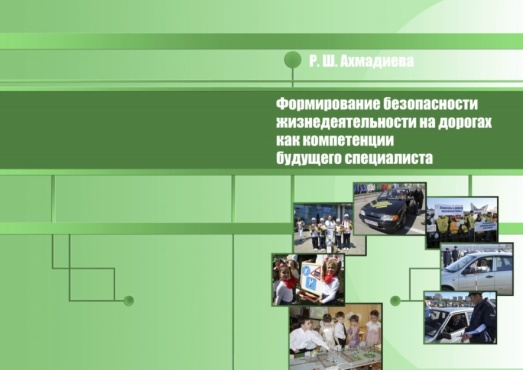 Р. Ш. Ахмадиева
Формирование безопасности
жизнедеятельности на дорогах
как компетенции
будущего специалиста